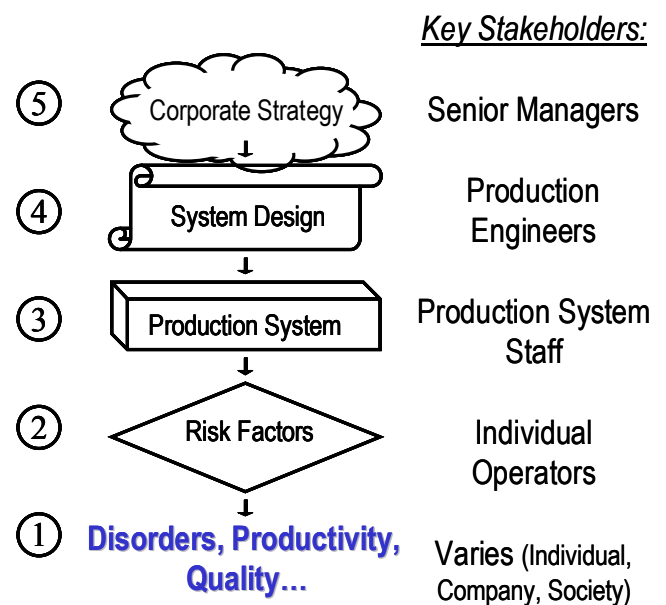 Key Stakeholders:
5 Corporate Strategy Senior Managers
4 System Design Production
Engineers
3 Production System Production System
Staff
2 Risk Factors Individual
Operators
1 Disorders, Productivity,
Quality... Varies (Individual,
Company, Society)